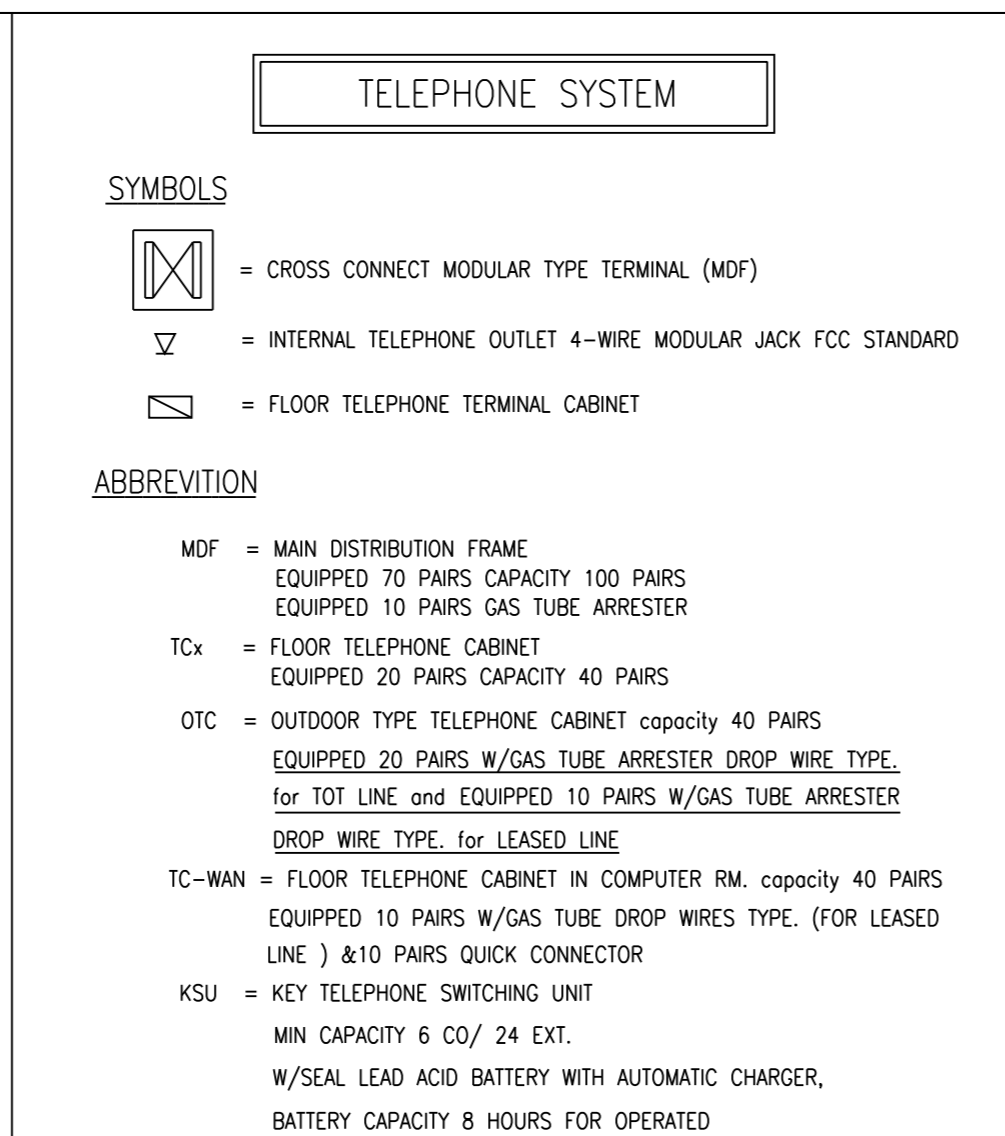 TELEPHONE SYSTEM
SYMBOLS
= CROSS CONNECT MODULAR TYPE TERMINAL (MDF)
= INTERNAL TELEPHONE OUTLET 4-WIRE MODULAR JACK FCC STANDARD
= FLOOR TELEPHONE TERMINAL CABINET
ABBREVITION
MDF = MAIN DISTRIBUTION FRAME
EQUIPPED 70 PAIRS CAPACITY 100 PAIRS
EQUIPPED 10 PAIRS GAS TUBE ARRESTER
TCx = FLOOR TELEPHONE CABINET
EQUIPPED 20 PAIRS CAPACITY 40 PAIRS
OTC = OUTDOOR TYPE TELEPHONE CABINET capacity 40 PAIRS
EQUIPPED 20 PAIRS W/GAS TUBE ARRESTER DROP WIRE TYPE.
for TOT LINE and EQUIPPED 10 PAIRS W/GAS TUBE ARRESTER
DROP WIRE TYPE. for LEASED LINE
TC-WAN = FLOOR TELEPHONE CABINET IN COMPUTER RM. capacity 40 PAIRS
EQUIPPED 10 PAIRS W/GAS TUBE DROP WIRES TYPE. (FOR LEASED
LINE ) &10 PAIRS QUICK CONNECTOR
KSU = KEY TELEPHONE SWITCHING UNIT
MIN CAPACITY 6 CO/ 24 EXT.
W/SEAL LEAD ACID BATTERY WITH AUTOMATIC CHARGER,
BATTERY CAPACITY 8 HOURS FOR OPERATED